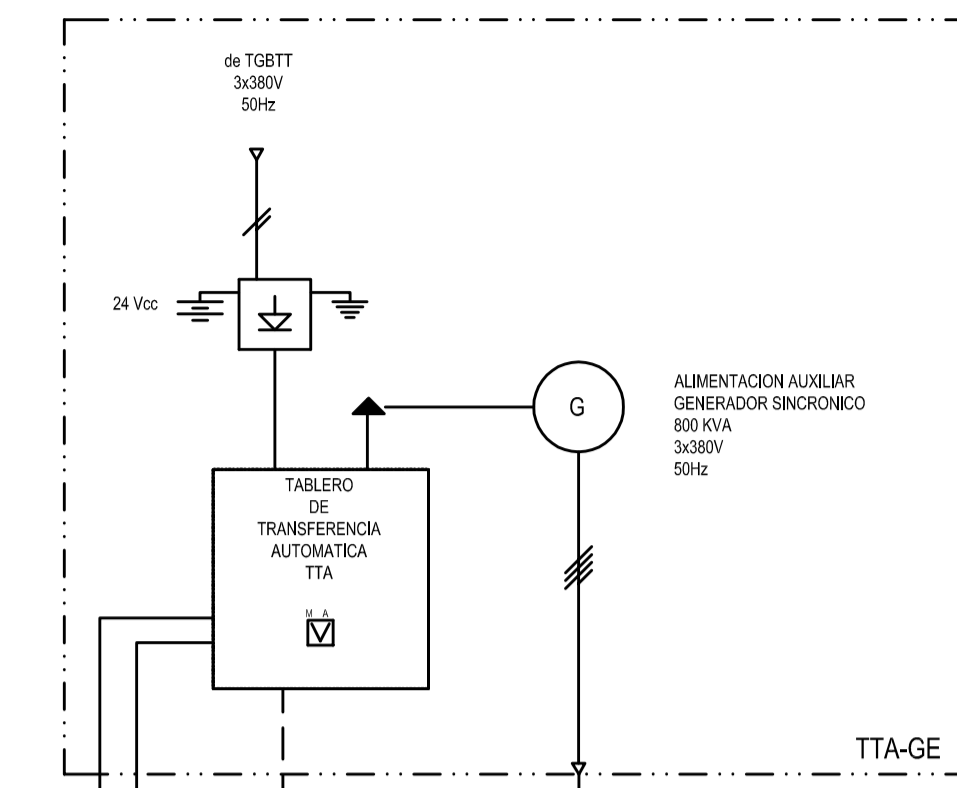 de TGBTT
3x380V
50Hz
24 Vcc
G
ALIMENTACION AUXILIAR
GENERADOR SINCRONICO
800 KVA
3x380V
50Hz
TABLERO
DE
TRANSFERENCIA
AUTOMATICA
TTA
M A
TTA-GE